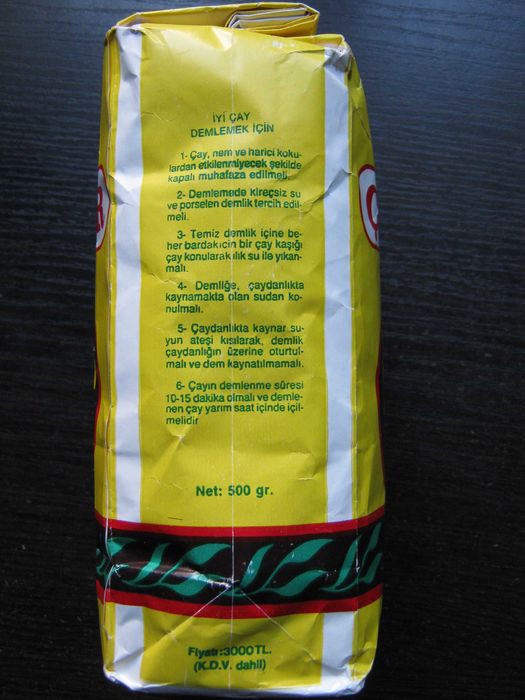 İYİ ÇAY
DEMLEMEK İÇİN
1- Çay, nem ve harici koku-
lardan etkilenmiyecek şekilde
kapalı muhafaza edilmeli.
2- Demlemede kireçsiz su
ve porselen demlik tercih edil-
meli.
3- Temiz demlik içine be-
her bardak için bir çay kaşığı
çay konularak ılık su ile yıkan-
malı.
4- Demliğe, çaydanlıkta
kaynamakta olan sudan ko-
nulmalı.
5- Çaydanlıkta kaynar su-
yun ateşi kısılarak, demlik
çaydanlığın üzerine oturtul-
malı ve dem kaynatılmamalı.
6- Çayın demlenme süresi
10-15 dakika olmalı ve demle-
nen çay yarım saat içinde içil-
melidir
Net: 500 gr.
Fiyatı:3000TL.
(K.D.V. dahil)